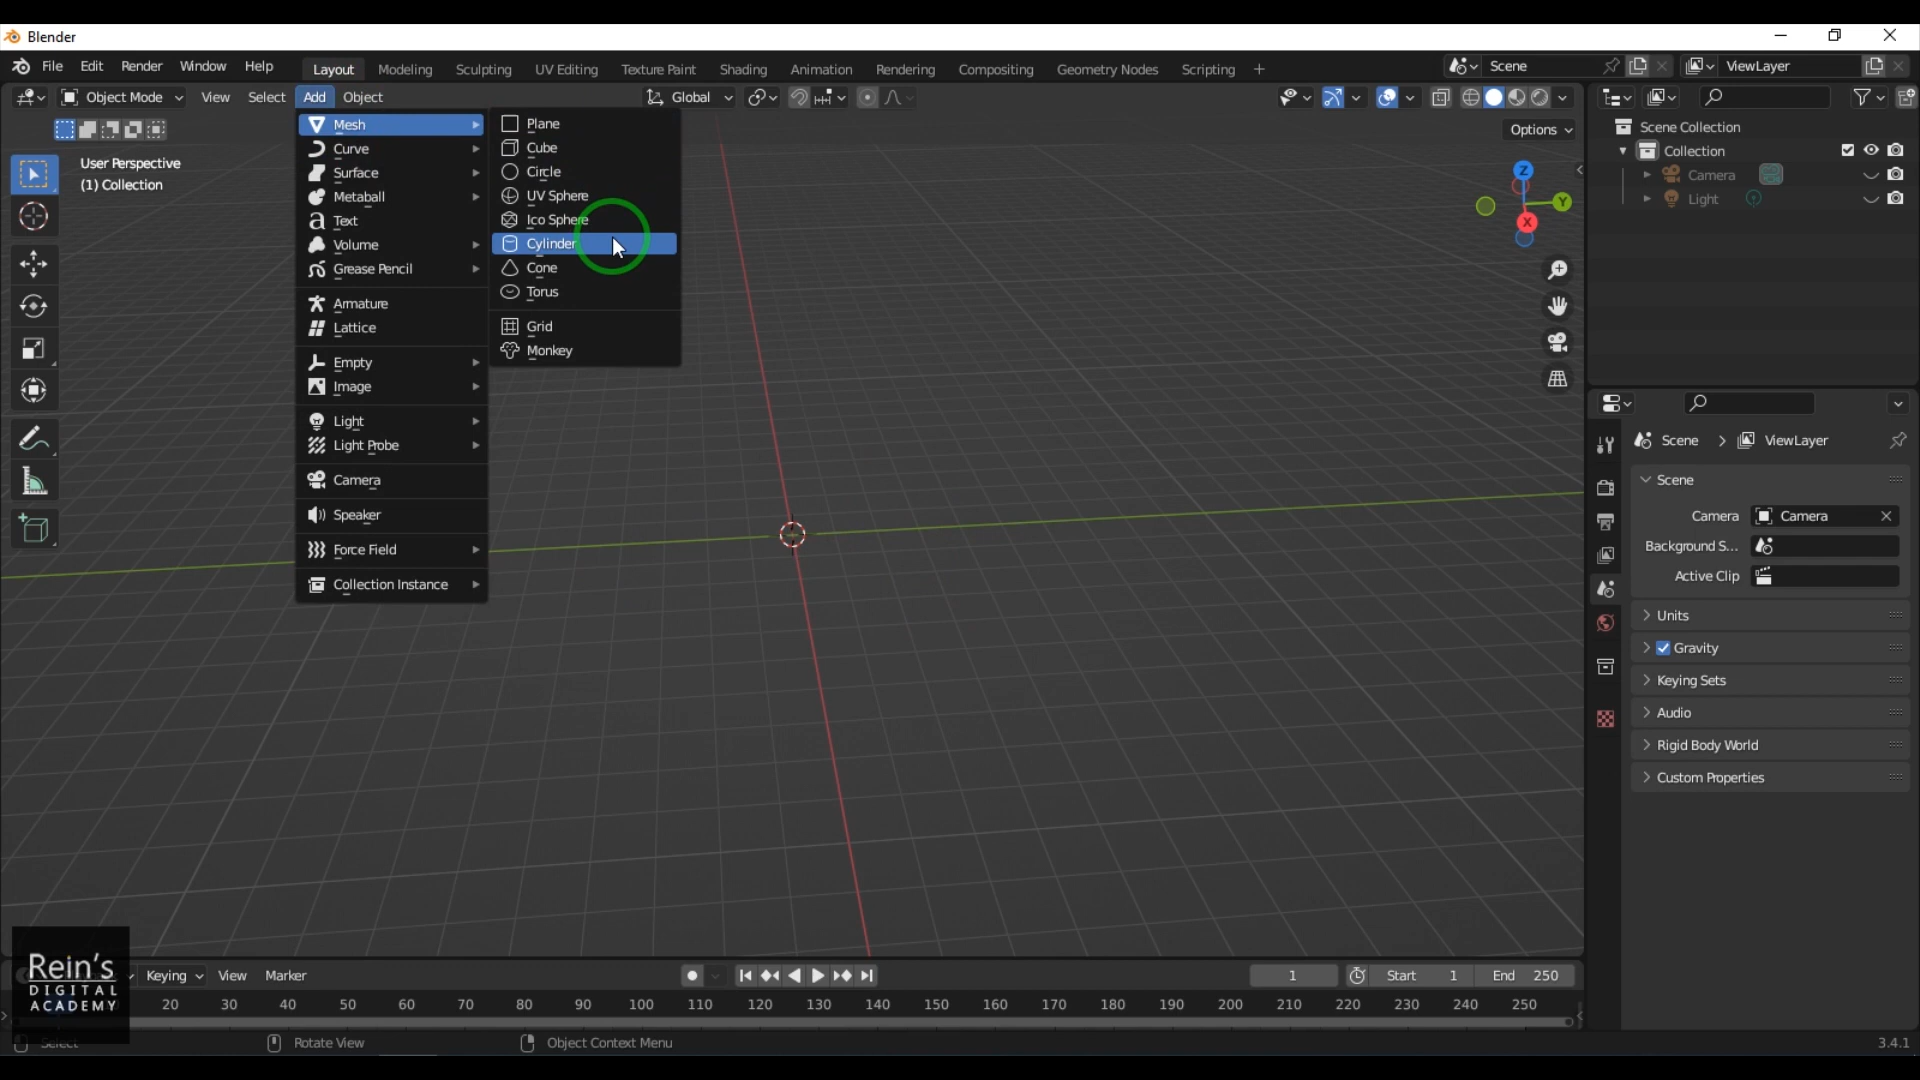 Blender
File Edit Render Window Help Layout Modeling Sculpting UV Editing Texture Paint Shading Animation Rendering Compositing Geometry Nodes Scripting + Scene ViewLayer
Object Mode View Select Add Object Global
Options
User Perspective
(1) Collection
Mesh
Curve
Surface
Metaball
Text
Volume
Grease Pencil
Armature
Lattice
Empty
Image
Light
Light Probe
Camera
Speaker
Force Field
Collection Instance
Plane
Cube
Circle
UV Sphere
Ico Sphere
Cylinder
Cone
Torus
Grid
Monkey
Z
Y
X
Scene Collection
Collection
Camera
Light
Scene > ViewLayer
Scene
Camera Camera
Background S...
Active Clip
Units
Gravity
Keying Sets
Audio
Rigid Body World
Custom Properties
Keying View Marker 1 Start 1 End 250
20 30 40 50 60 70 80 90 100 110 120 130 140 150 160 170 180 190 200 210 220 230 240 250
Rein's
DIGITAL
ACADEMY
Select Rotate View Object Context Menu 3.4.1